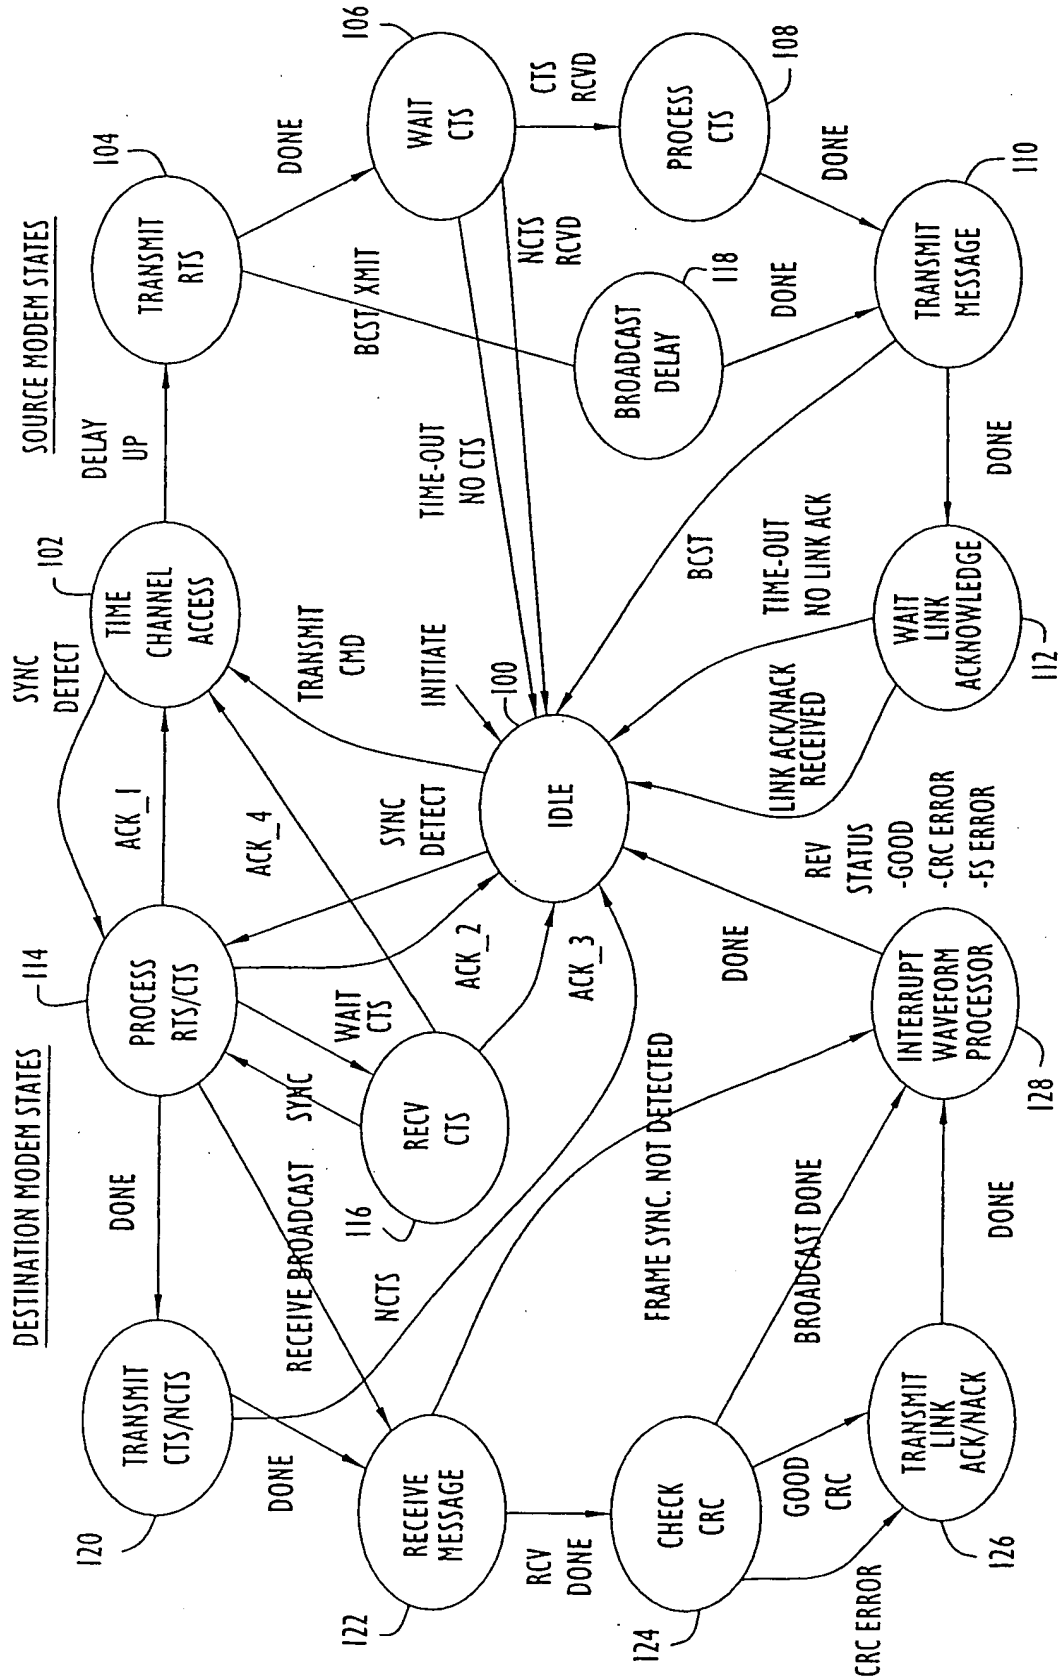 DESTINATION MODEM STATES
SOURCE MODEM STATES
120
TRANSMIT
CTS/NCTS
DONE
114
PROCESS
RTS/CTS
SYNC
DETECT
ACK_1
102
TIME
CHANNEL
ACCESS
DELAY
UP
104
TRANSMIT
RTS
DONE
106
WAIT
CTS
CTS
RCVD
108
PROCESS
CTS
DONE
110
TRANSMIT
MESSAGE
BCST XMIT
118
BROADCAST
DELAY
DONE
NCTS
RCVD
TIME-OUT
NO CTS
BCST
DONE
112
WAIT
LINK
ACKNOWLEDGE
TIME-OUT
NO LINK ACK
LINK ACK/NACK
RECEIVED
TRANSMIT
CMD
INITIATE
100
IDLE
SYNC
DETECT
ACK_4
ACK_2
ACK_3
WAIT
CTS
SYNC
116
RECV
CTS
RECEIVE BROADCAST
NCTS
DONE
122
RECEIVE
MESSAGE
FRAME SYNC. NOT DETECTED
RCV
DONE
124
CHECK
CRC
BROADCAST DONE
GOOD
CRC
CRC ERROR
126
TRANSMIT
LINK
ACK/NACK
DONE
128
INTERRUPT
WAVEFORM
PROCESSOR
DONE
REV
STATUS
-GOOD
-CRC ERROR
-FS ERROR